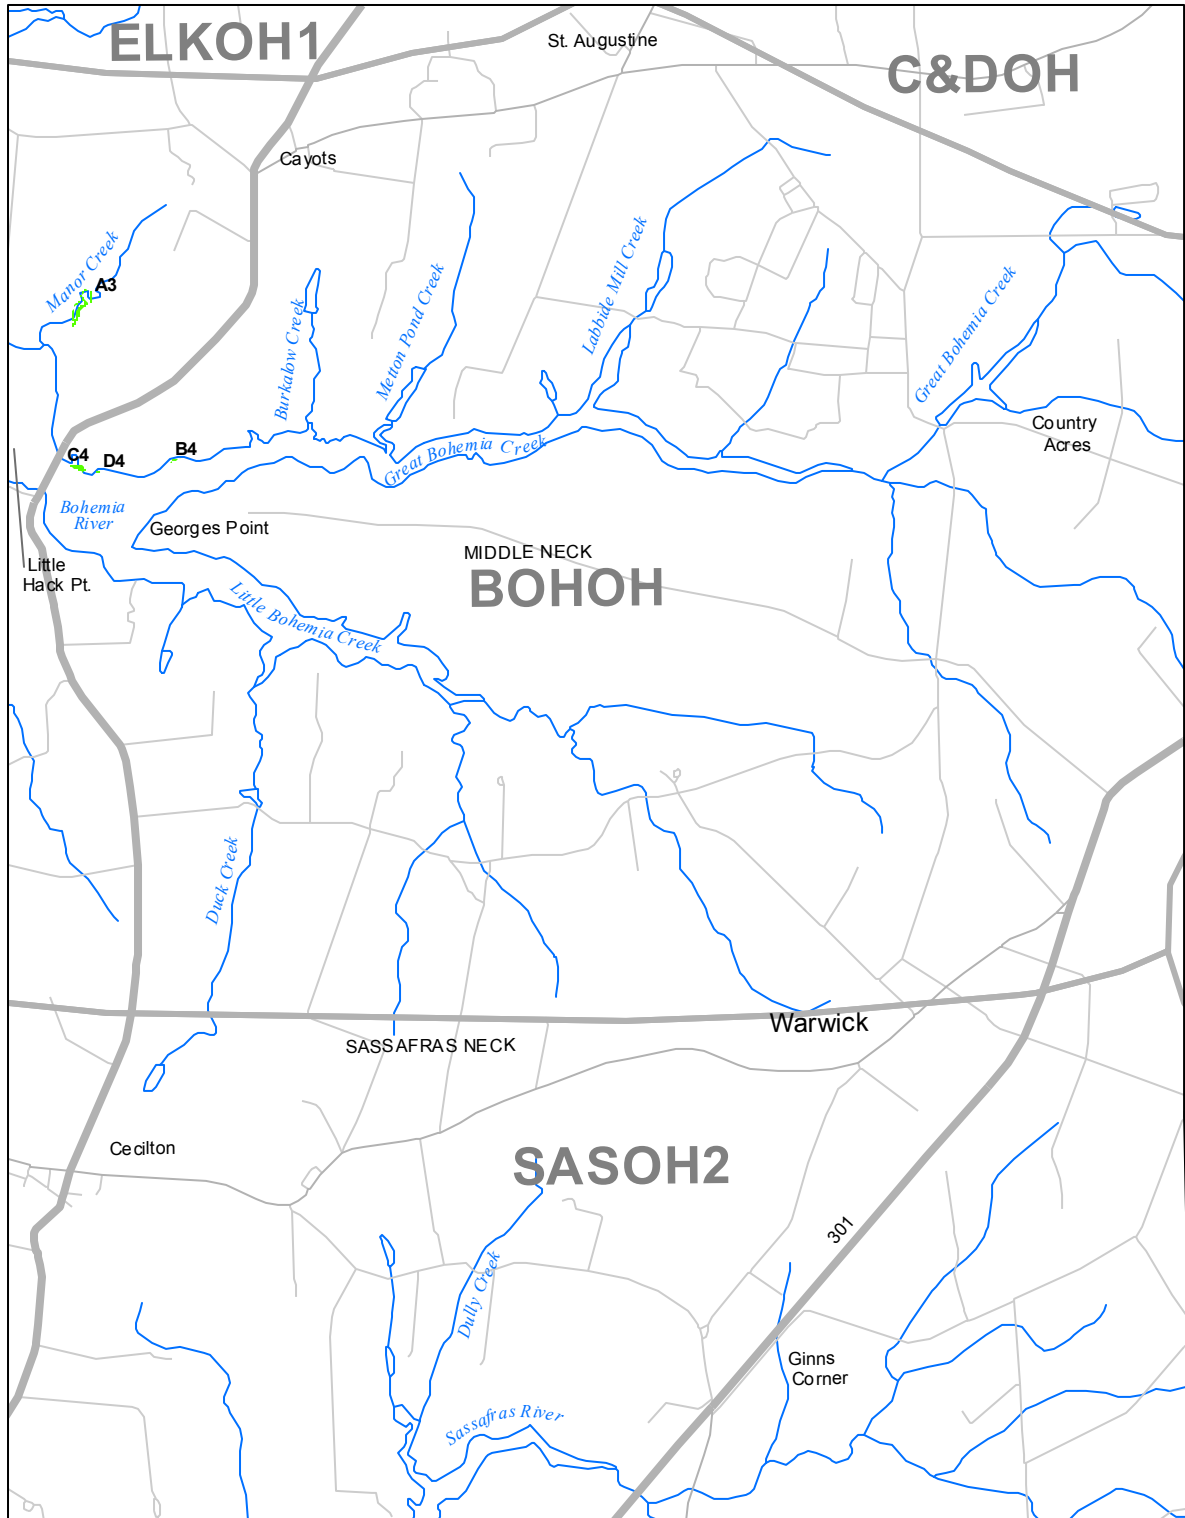 ELKOH1
St. Augustine
C&DOH
Cayots
Manor Creek
A3
Burkalow Creek
Metton Pond Creek
Labbide Mill Creek
Great Bohemia Creek
Country
Acres
C4
D4
B4
Great Bohemia Creek
Bohemia
River
Georges Point
MIDDLE NECK
BOHOH
Little
Hack Pt.
Little Bohemia Creek
Duck Creek
Warwick
SASSAFRAS NECK
Cecilton
SASOH2
301
Dully Creek
Ginns
Corner
Sassafras River